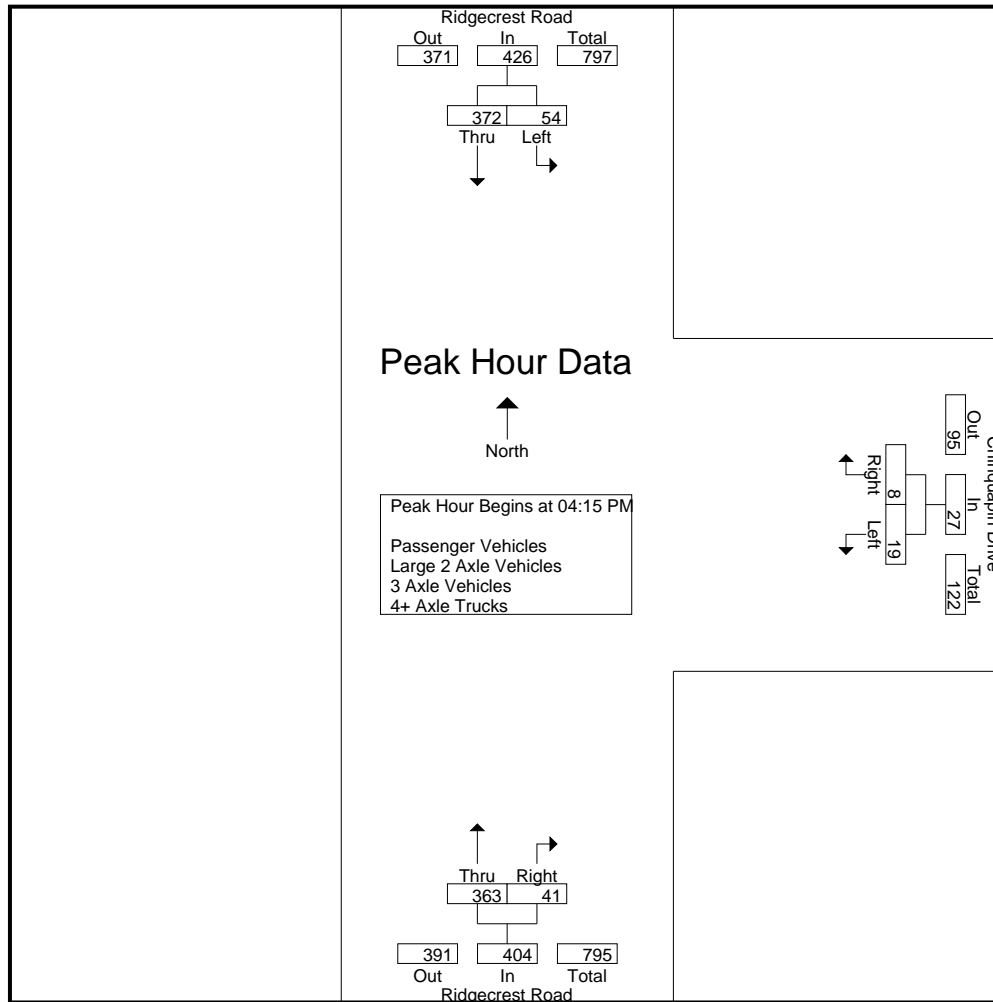 Ridgecrest Road
Out In Total
371 426 797
372 54
Thru Left
Peak Hour Data
North
Peak Hour Begins at 04:15 PM
Passenger Vehicles
Large 2 Axle Vehicles
3 Axle Vehicles
4+ Axle Trucks
Chinquapin Drive
Out In Total
95 27 122
Right Left
8 19
Thru Right
363 41
391 404 795
Out In Total
Ridgecrest Road